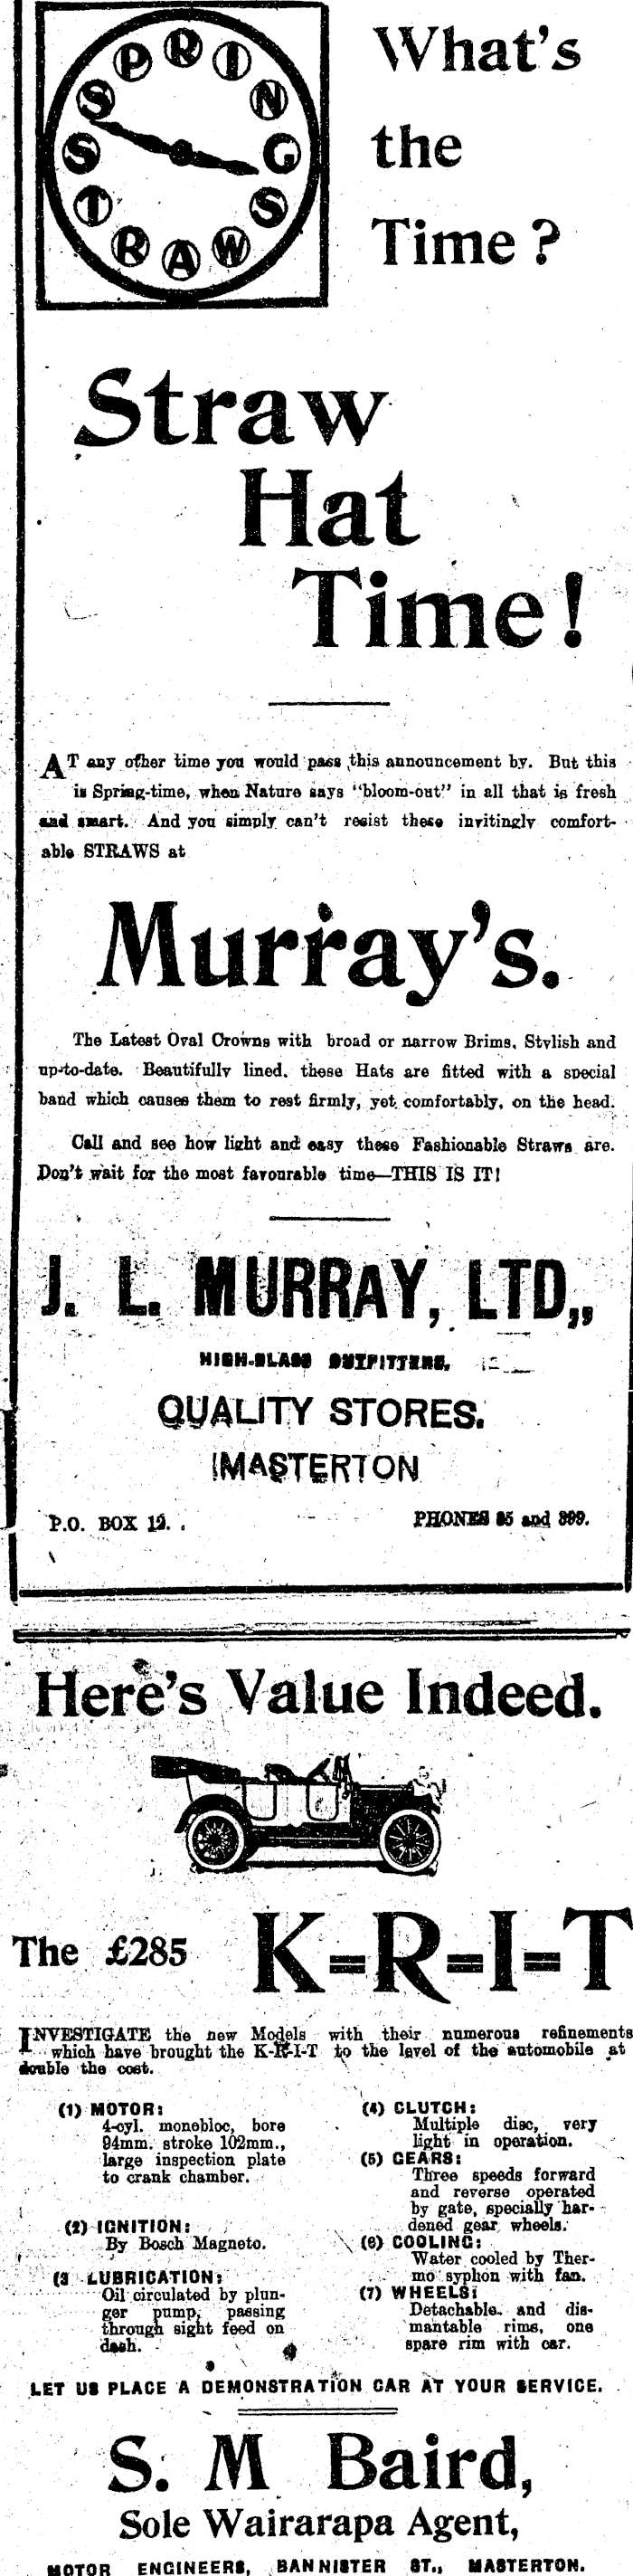 SPRING STRAWS
What's
the
Time?
Straw
Hat
Time!
AT any other time you would pass this announcement by. But this
is Spring-time, when Nature says "bloom-out" in all that is fresh
and smart. And you simply can't resist these invitingly comfort-
able STRAWS at
Murray's.
The Latest Oval Crowns with broad or narrow Brims, Stylish and
up-to-date. Beautifully lined, these Hats are fitted with a special
band which causes them to rest firmly, yet comfortably, on the head.
Call and see how light and easy these Fashionable Straws are.
Don't wait for the most favourable time—THIS IS IT!
J. L. MURRAY, LTD.,
HIGH-CLASS OUTFITTERS.
QUALITY STORES.
MASTERTON
P.O. BOX 12. PHONES 85 and 399.
Here's Value Indeed.
The £285 K=R=I=T
INVESTIGATE the new Models with their numerous refinements
which have brought the K-R-I-T to the level of the automobile at
double the cost.
(1) MOTOR:
4-cyl. monobloc, bore
94mm. stroke 102mm.,
large inspection plate
to crank chamber.
(2) IGNITION:
By Bosch Magneto.
(3 LUBRICATION:
Oil circulated by plun-
ger pump, passing
through sight feed on
dash.
(4) CLUTCH:
Multiple disc, very
light in operation.
(5) GEARS:
Three speeds forward
and reverse operated
by gate, specially har-
dened gear wheels.
(6) COOLING:
Water cooled by Ther-
mo syphon with fan.
(7) WHEELS:
Detachable and dis-
mantable rims, one
spare rim with car.
LET US PLACE A DEMONSTRATION CAR AT YOUR SERVICE.
S. M Baird,
Sole Wairarapa Agent,
MOTOR ENGINEERS, BANNISTER ST., MASTERTON.